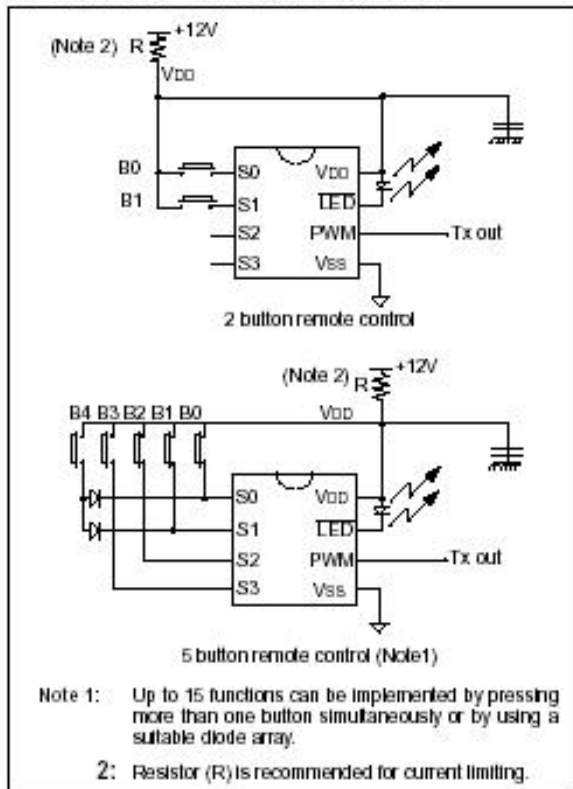 +12V
(Note 2) R
VDD
B0 S0 VDD
B1 S1 LED
S2 PWM Tx out
S3 VSS
2 button remote control
+12V
(Note 2) R
B4 B3 B2 B1 B0 VDD
S0 VDD
S1 LED
S2 PWM Tx out
S3 VSS
5 button remote control (Note1)
Note 1: Up to 15 functions can be implemented by pressing
more than one button simultaneously or by using a
suitable diode array.
2: Resistor (R) is recommended for current limiting.